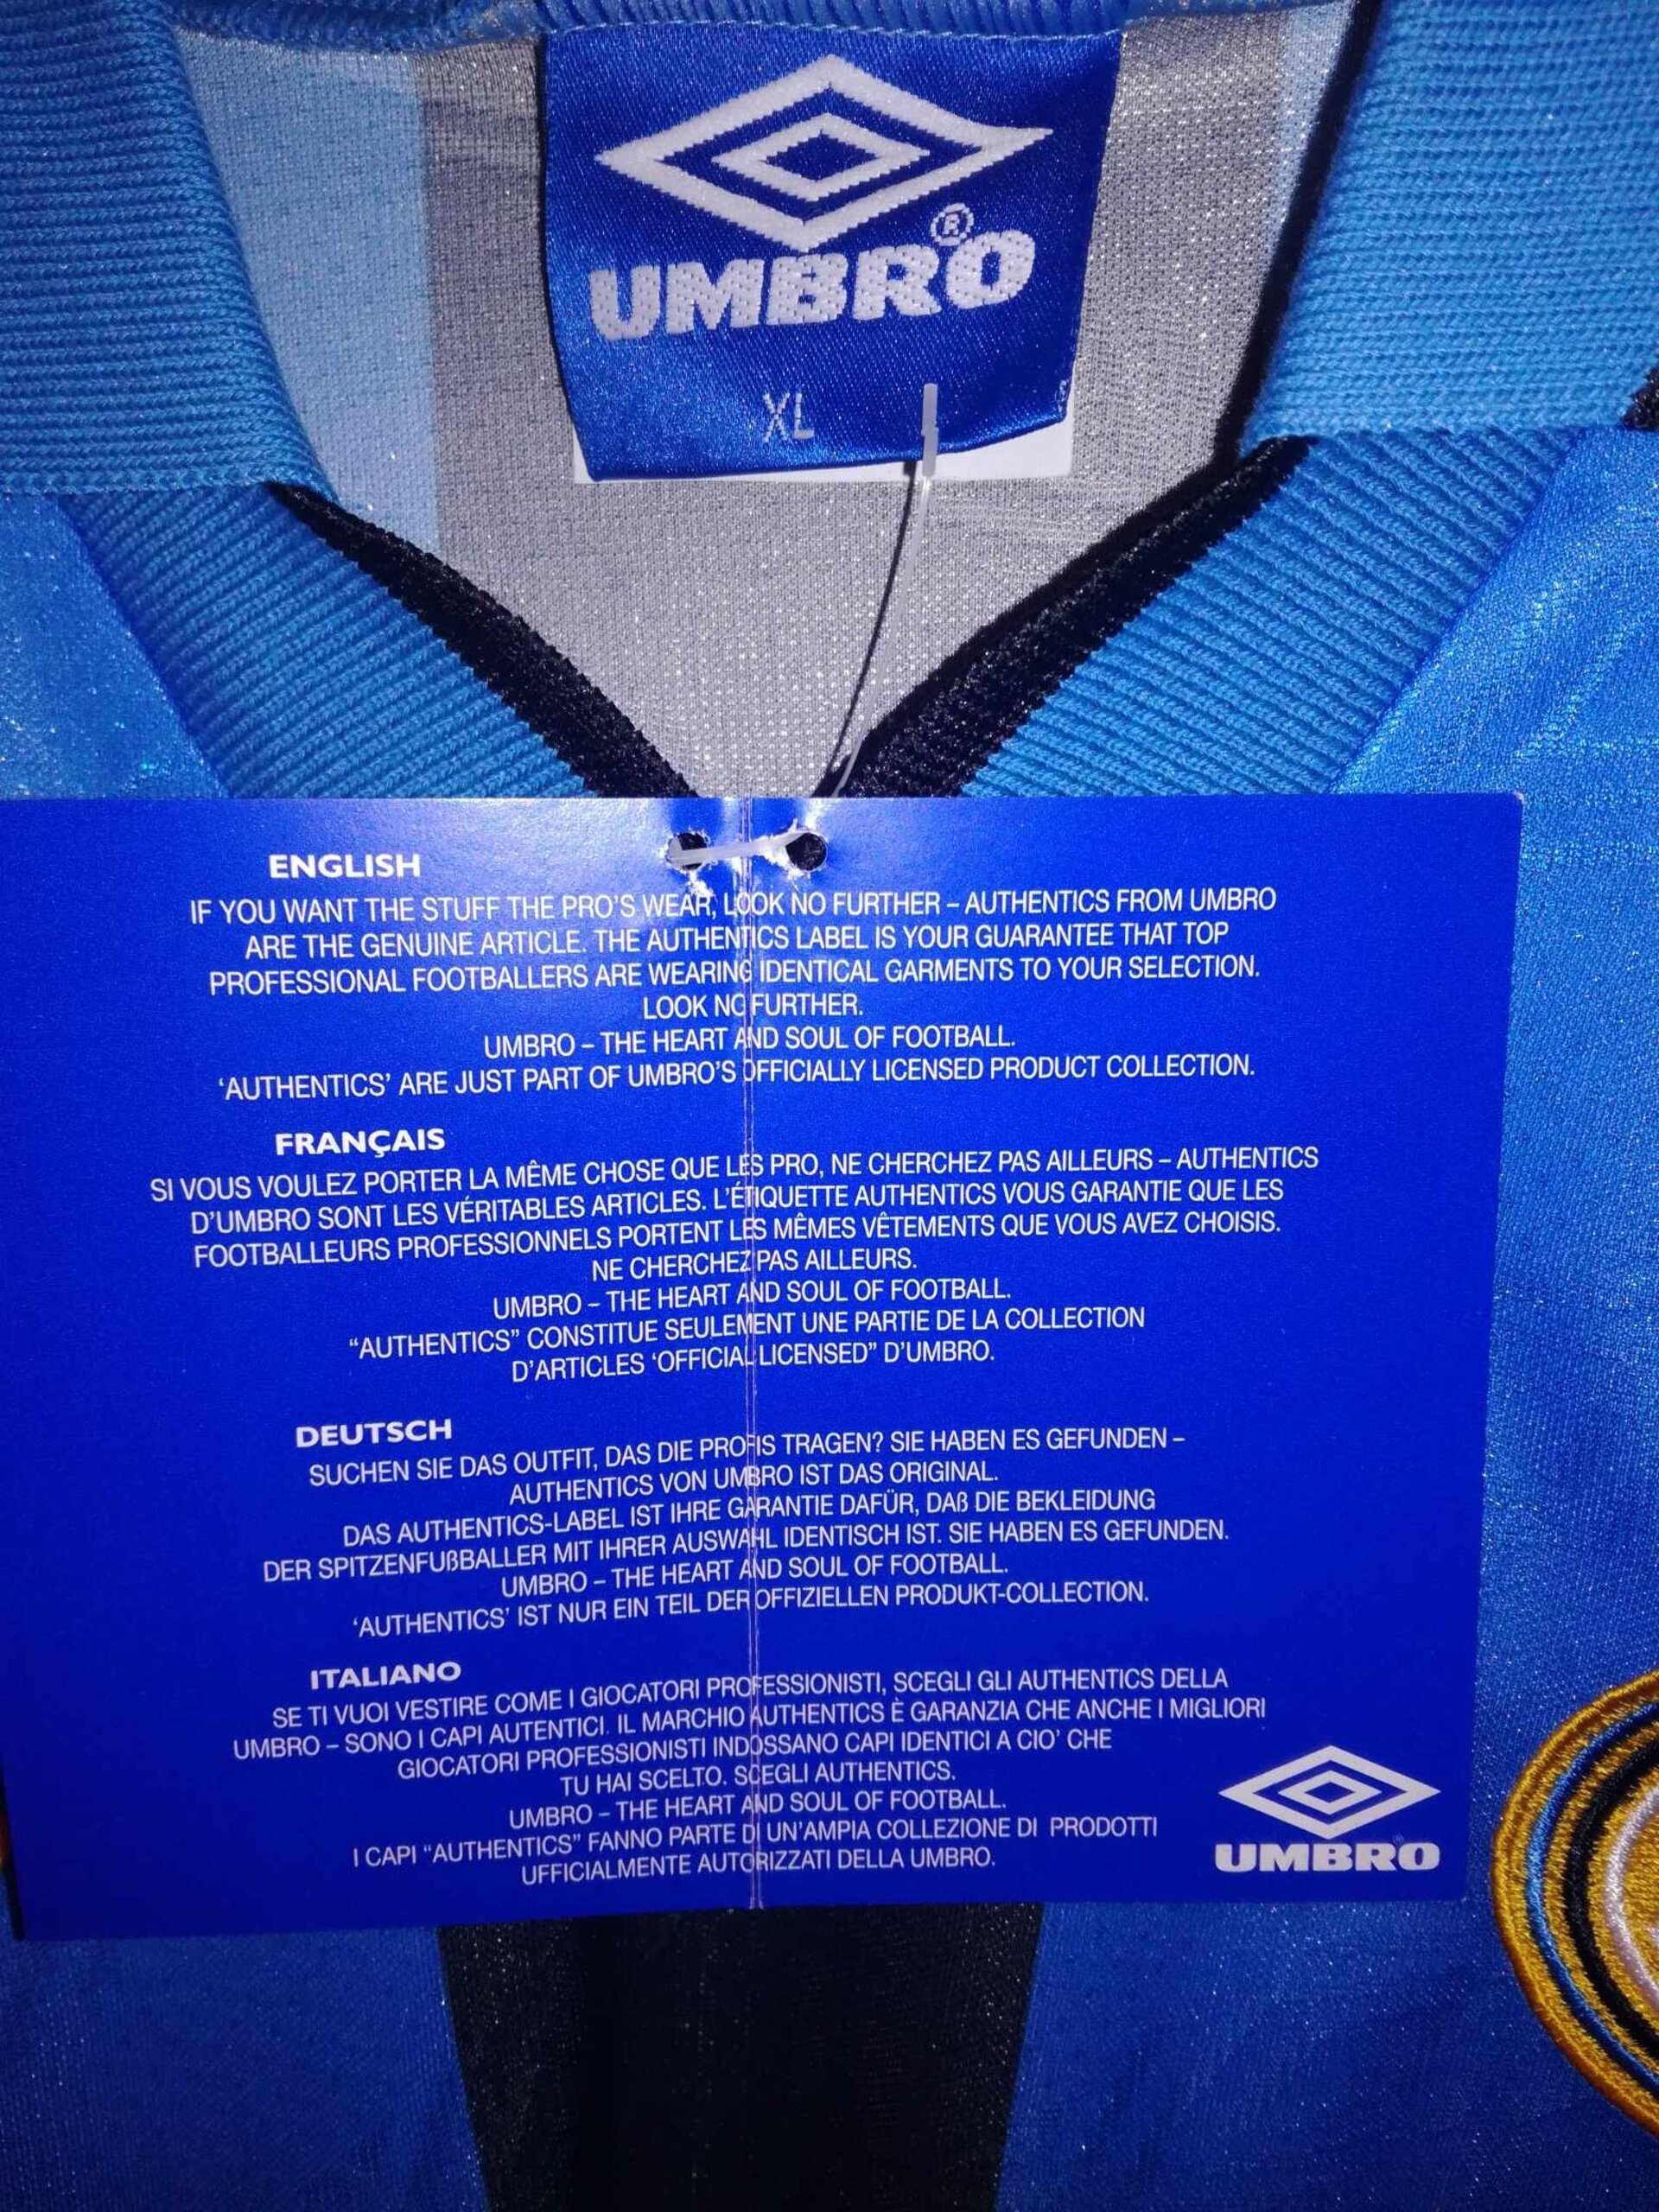 UMBRO®
XL
ENGLISH
IF YOU WANT THE STUFF THE PRO'S WEAR, LOOK NO FURTHER – AUTHENTICS FROM UMBRO
ARE THE GENUINE ARTICLE. THE AUTHENTICS LABEL IS YOUR GUARANTEE THAT TOP
PROFESSIONAL FOOTBALLERS ARE WEARING IDENTICAL GARMENTS TO YOUR SELECTION.
LOOK NO FURTHER.
UMBRO – THE HEART AND SOUL OF FOOTBALL.
‘AUTHENTICS’ ARE JUST PART OF UMBRO'S OFFICIALLY LICENSED PRODUCT COLLECTION.
FRANÇAIS
SI VOUS VOULEZ PORTER LA MÊME CHOSE QUE LES PRO, NE CHERCHEZ PAS AILLEURS – AUTHENTICS
D'UMBRO SONT LES VÉRITABLES ARTICLES. L'ÉTIQUETTE AUTHENTICS VOUS GARANTIE QUE LES
FOOTBALLEURS PROFESSIONNELS PORTENT LES MÊMES VÊTEMENTS QUE VOUS AVEZ CHOISIS.
NE CHERCHEZ PAS AILLEURS.
UMBRO – THE HEART AND SOUL OF FOOTBALL.
“AUTHENTICS” CONSTITUE SEULEMENT UNE PARTIE DE LA COLLECTION
D'ARTICLES ‘OFFICIAL LICENSED” D'UMBRO.
DEUTSCH
SUCHEN SIE DAS OUTFIT, DAS DIE PROFIS TRAGEN? SIE HABEN ES GEFUNDEN –
AUTHENTICS VON UMBRO IST DAS ORIGINAL.
DAS AUTHENTICS-LABEL IST IHRE GARANTIE DAFÜR, DAß DIE BEKLEIDUNG
DER SPITZENFUßBALLER MIT IHRER AUSWAHL IDENTISCH IST. SIE HABEN ES GEFUNDEN.
UMBRO – THE HEART AND SOUL OF FOOTBALL.
‘AUTHENTICS’ IST NUR EIN TEIL DER OFFIZIELLEN PRODUKT-COLLECTION.
ITALIANO
SE TI VUOI VESTIRE COME I GIOCATORI PROFESSIONISTI, SCEGLI GLI AUTHENTICS DELLA
UMBRO – SONO I CAPI AUTENTICI. IL MARCHIO AUTHENTICS È GARANZIA CHE ANCHE I MIGLIORI
GIOCATORI PROFESSIONISTI INDOSSANO CAPI IDENTICI A CIO' CHE
TU HAI SCELTO. SCEGLI AUTHENTICS.
UMBRO – THE HEART AND SOUL OF FOOTBALL.
I CAPI “AUTHENTICS” FANNO PARTE DI UN'AMPIA COLLEZIONE DI PRODOTTI
UFFICIALMENTE AUTORIZZATI DELLA UMBRO.
UMBRO®